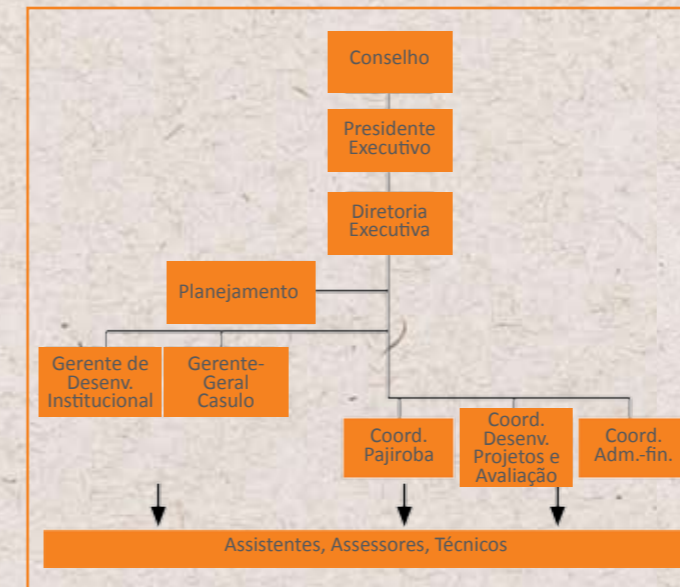 Conselho
Presidente
Executivo
Diretoria
Executiva
Planejamento
Gerente de
Desenv.
Institucional
Gerente-
Geral
Casulo
Coord.
Pajiroba
Coord.
Desenv.
Projetos e
Avaliação
Coord.
Adm.-fin.
Assistentes, Assessores, Técnicos